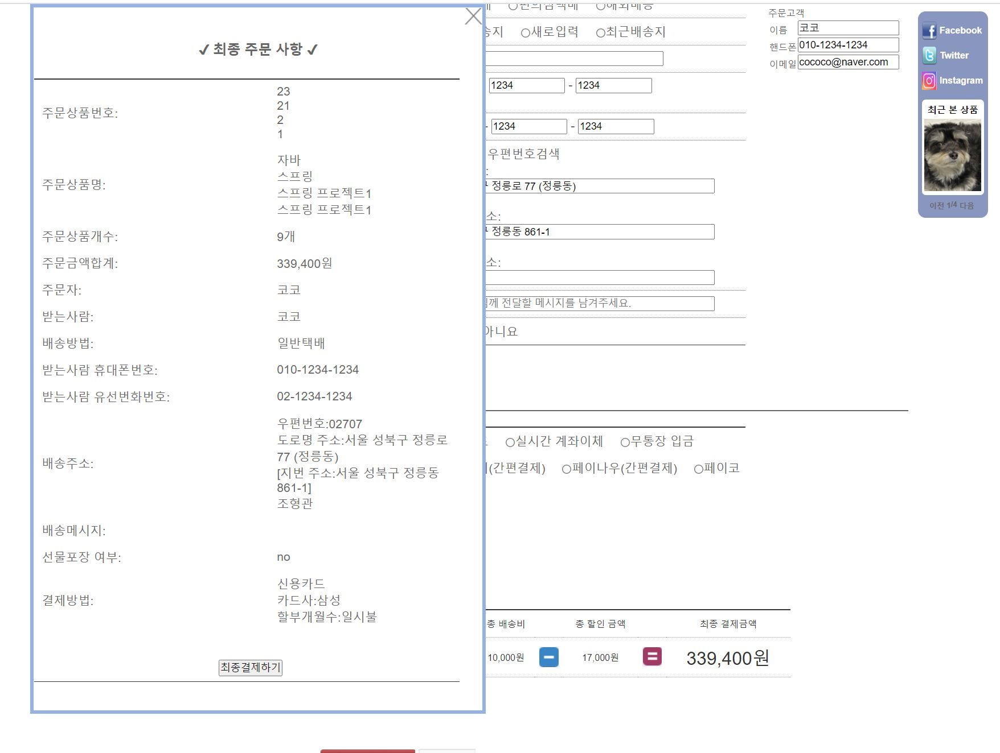 ✓ 최종 주문 사항 ✓
주문상품번호:
23
21
2
1
주문상품명:
자바
스프링
스프링 프로젝트1
스프링 프로젝트1
주문상품개수: 9개
주문금액합계: 339,400원
주문자: 코코
받는사람: 코코
배송방법: 일반택배
받는사람 휴대폰번호: 010-1234-1234
받는사람 유선번화번호: 02-1234-1234
배송주소:
우편번호:02707
도로명 주소:서울 성북구 정릉로
77 (정릉동)
[지번 주소:서울 성북구 정릉동
861-1]
조형관
배송메시지:
선물포장 여부: no
결제방법:
신용카드
카드사:삼성
할부개월수:일시불
최종결제하기
편의점택배 해외배송
송지 새로입력 최근배송지
1234 - 1234
- 1234 - 1234
우편번호검색
:
정릉로 77 (정릉동)
소:
정릉동 861-1
소:
께 전달할 메시지를 남겨주세요.
아니요
실시간 계좌이체 무통장 입금
(간편결제) 페이나우(간편결제) 페이코
총 배송비 총 할인 금액 최종 결제금액
10,000원 − 17,000원 = 339,400원
주문고객
이름 코코
핸드폰 010-1234-1234
이메일 cococo@naver.com
Facebook
Twitter
Instagram
최근 본 상품
이전 1/4 다음